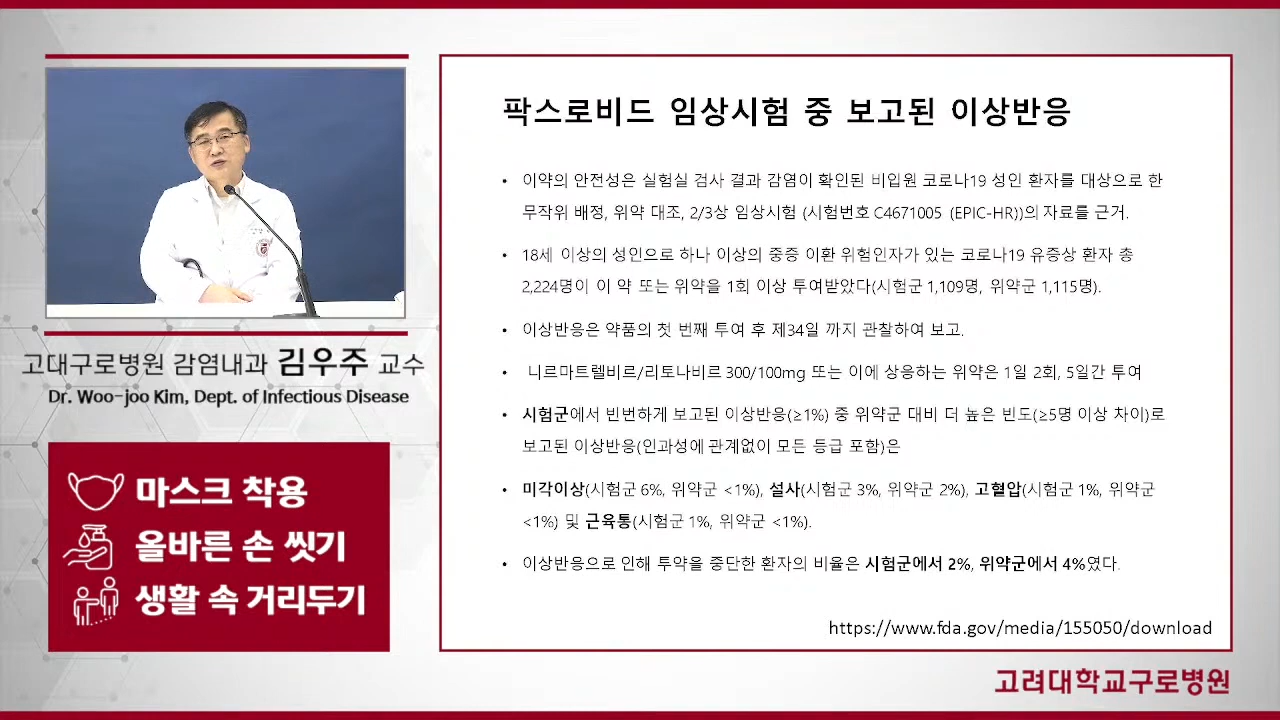 팍스로비드 임상시험 중 보고된 이상반응
• 이약의 안전성은 실험실 검사 결과 감염이 확인된 비입원 코로나19 성인 환자를 대상으로 한
무작위 배정, 위약 대조, 2/3상 임상시험 (시험번호 C4671005 (EPIC-HR))의 자료를 근거.
• 18세 이상의 성인으로 하나 이상의 중증 이환 위험인자가 있는 코로나19 유증상 환자 총
2,224명이 이 약 또는 위약을 1회 이상 투여받았다(시험군 1,109명, 위약군 1,115명).
• 이상반응은 약품의 첫 번째 투여 후 제34일 까지 관찰하여 보고.
• 니르마트렐비르/리토나비르 300/100mg 또는 이에 상응하는 위약은 1일 2회, 5일간 투여
• 시험군에서 빈번하게 보고된 이상반응(≥1%) 중 위약군 대비 더 높은 빈도(≥5명 이상 차이)로
보고된 이상반응(인과성에 관계없이 모든 등급 포함)은
• 미각이상(시험군 6%, 위약군 <1%), 설사(시험군 3%, 위약군 2%), 고혈압(시험군 1%, 위약군
<1%) 및 근육통(시험군 1%, 위약군 <1%).
• 이상반응으로 인해 투약을 중단한 환자의 비율은 시험군에서 2%, 위약군에서 4%였다.
https://www.fda.gov/media/155050/download
고대구로병원 감염내과 김우주 교수
Dr. Woo-joo Kim, Dept. of Infectious Disease
마스크 착용
올바른 손 씻기
생활 속 거리두기
고려대학교구로병원